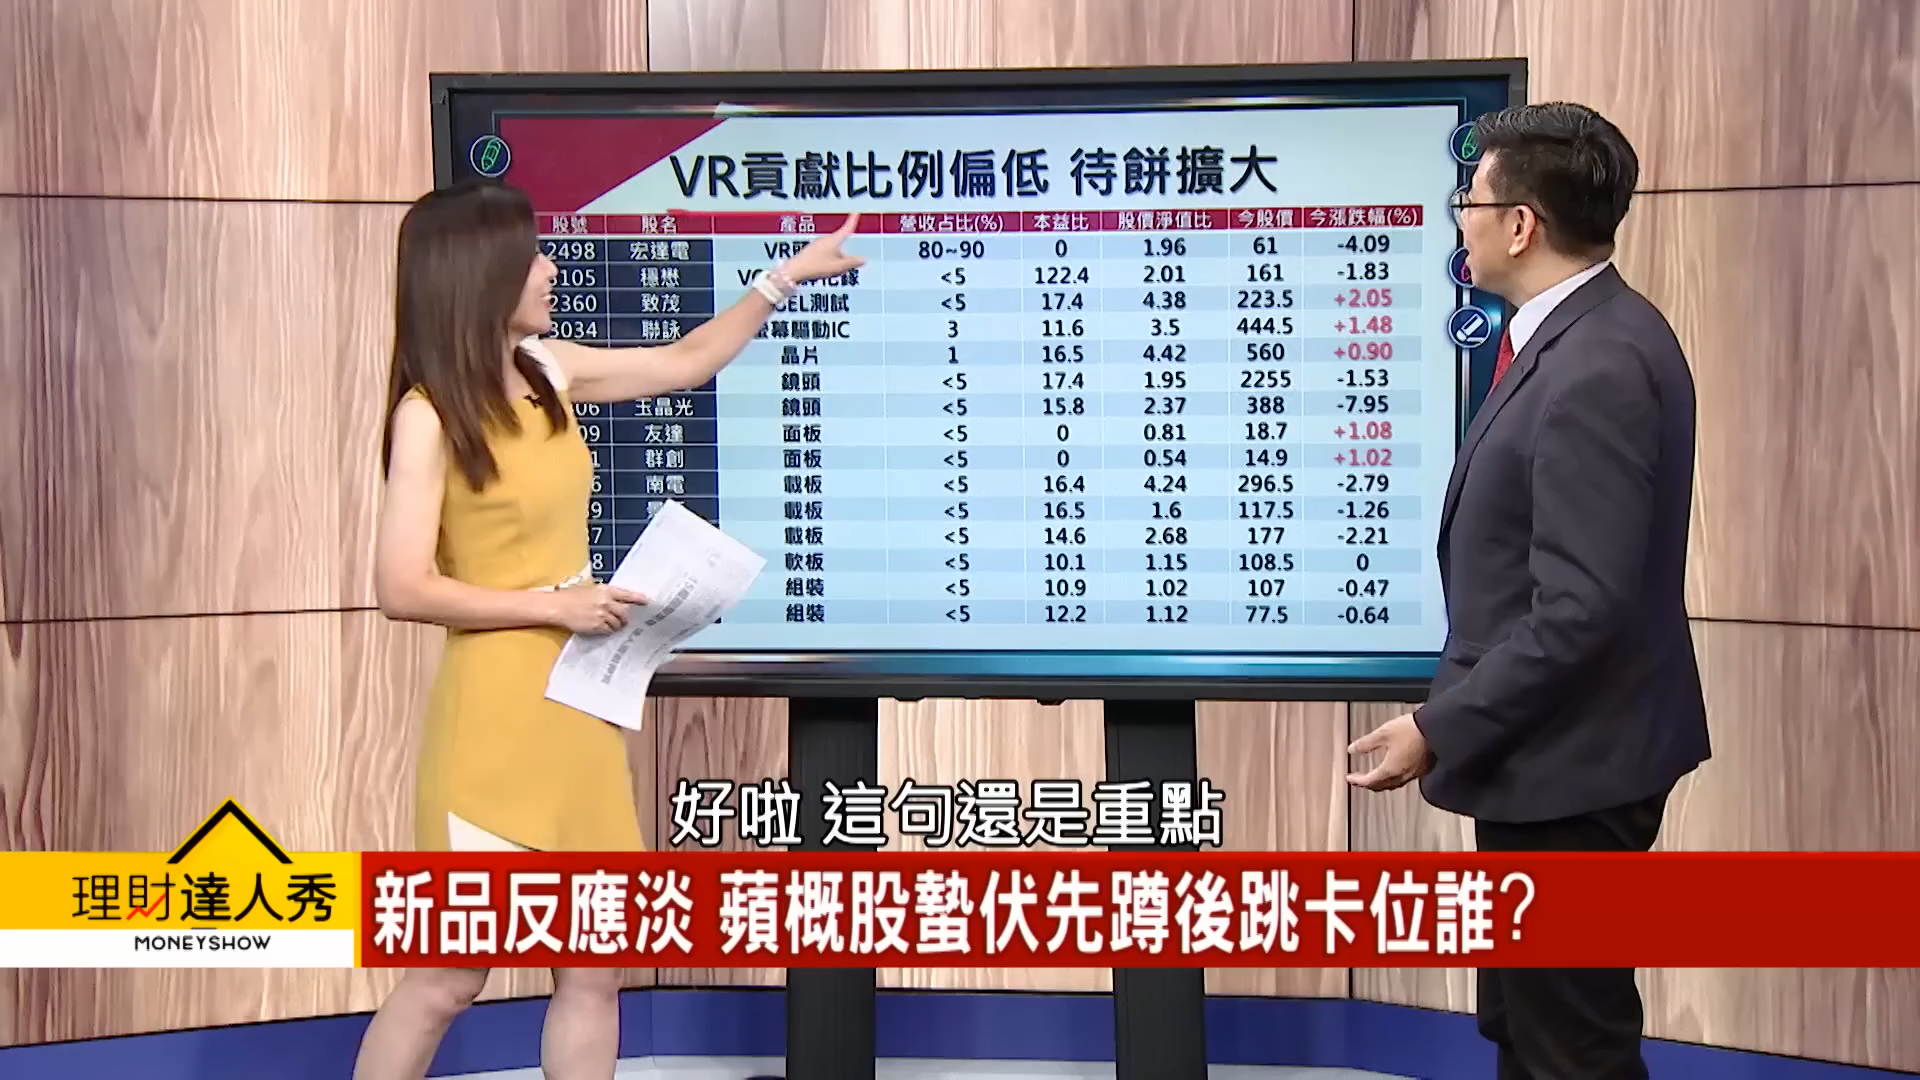 VR貢獻比例偏低 待餅擴大
股號 股名 產品 營收占比(%) 本益比 股價淨值比 今股價 今漲跌幅(%)
2498 宏達電 VR 80~90 0 1.96 61 -4.09
3105 穩懋 <5 122.4 2.01 161 -1.83
2360 致茂 測試 <5 17.4 4.38 223.5 +2.05
3034 聯詠 螢幕驅動IC 3 11.6 3.5 444.5 +1.48
晶片 1 16.5 4.42 560 +0.90
鏡頭 <5 17.4 1.95 2255 -1.53
玉晶光 鏡頭 <5 15.8 2.37 388 -7.95
友達 面板 <5 0 0.81 18.7 +1.08
群創 面板 <5 0 0.54 14.9 +1.02
南電 載板 <5 16.4 4.24 296.5 -2.79
載板 <5 16.5 1.6 117.5 -1.26
載板 <5 14.6 2.68 177 -2.21
軟板 <5 10.1 1.15 108.5 0
組裝 <5 10.9 1.02 107 -0.47
組裝 <5 12.2 1.12 77.5 -0.64
好啦 這句還是重點
理財達人秀
MONEYSHOW
新品反應淡 蘋概股蟄伏先蹲後跳卡位誰?